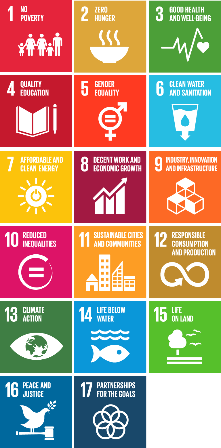 1 NO
POVERTY
2 ZERO
HUNGER
3 GOOD HEALTH
AND WELL-BEING
4 QUALITY
EDUCATION
5 GENDER
EQUALITY
6 CLEAN WATER
AND SANITATION
7 AFFORDABLE AND
CLEAN ENERGY
8 DECENT WORK AND
ECONOMIC GROWTH
9 INDUSTRY, INNOVATION
AND INFRASTRUCTURE
10 REDUCED
INEQUALITIES
11 SUSTAINABLE CITIES
AND COMMUNITIES
12 RESPONSIBLE
CONSUMPTION
AND PRODUCTION
13 CLIMATE
ACTION
14 LIFE BELOW
WATER
15 LIFE
ON LAND
16 PEACE AND
JUSTICE
17 PARTNERSHIPS
FOR THE GOALS